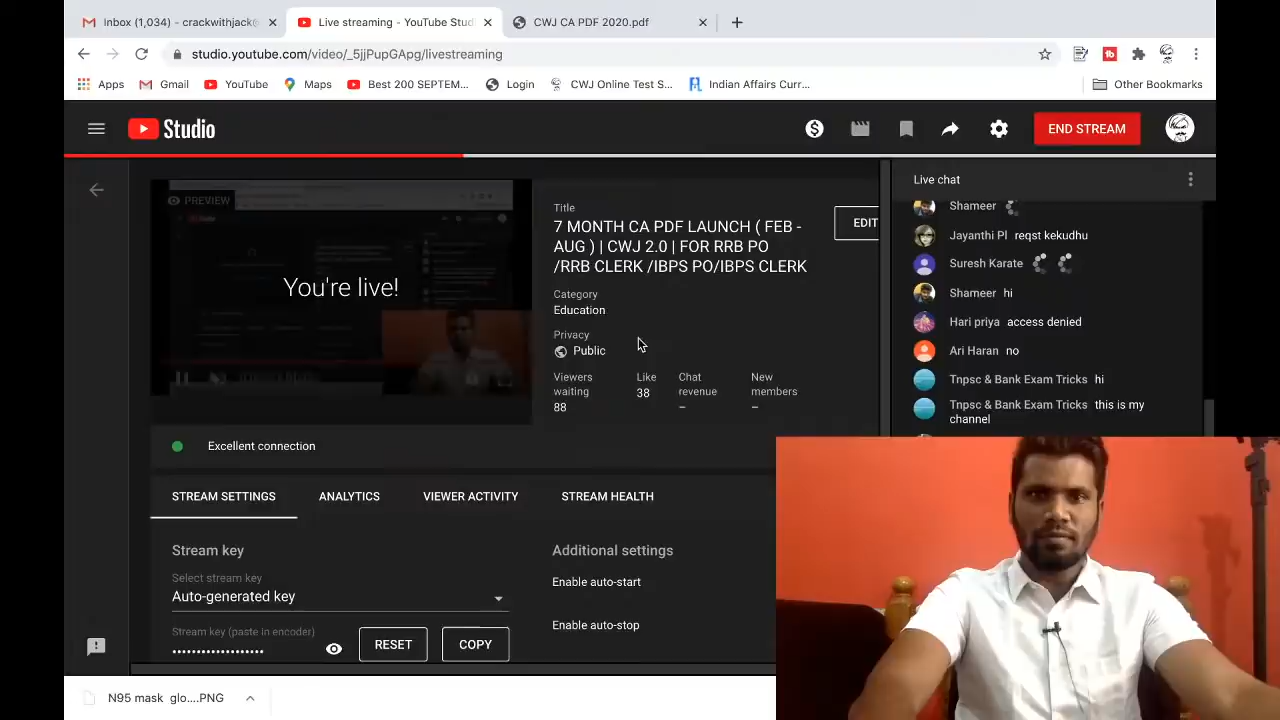 Inbox (1,034) - crackwithjack@
Live streaming - YouTube Stud
CWJ CA PDF 2020.pdf
studio.youtube.com/video/_5jjPupGApg/livestreaming
Apps
Gmail
YouTube
Maps
Best 200 SEPTEM...
Login
CWJ Online Test S...
Indian Affairs Curr...
Other Bookmarks
Studio
END STREAM
PREVIEW
You're live!
Title
7 MONTH CA PDF LAUNCH ( FEB -
AUG ) | CWJ 2.0 | FOR RRB PO
/RRB CLERK /IBPS PO/IBPS CLERK
EDIT
Category
Education
Privacy
Public
Viewers
waiting
88
Like
38
Chat
revenue
–
New
members
–
Excellent connection
Live chat
Shameer
Jayanthi Pl reqst kekudhu
Suresh Karate
Shameer hi
Hari priya access denied
Ari Haran no
Tnpsc & Bank Exam Tricks hi
Tnpsc & Bank Exam Tricks this is my
channel
STREAM SETTINGS
ANALYTICS
VIEWER ACTIVITY
STREAM HEALTH
Stream key
Select stream key
Auto-generated key
Stream key (paste in encoder)
RESET
COPY
Additional settings
Enable auto-start
Enable auto-stop
N95 mask glo....PNG